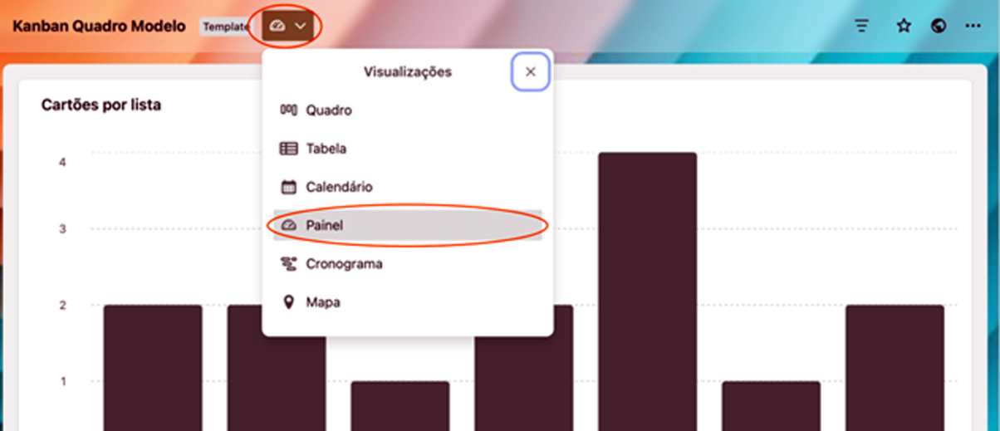 Kanban Quadro Modelo
Template
Visualizações
Cartões por lista
Quadro
Tabela
Calendário
Painel
Cronograma
Mapa
4
3
2
1